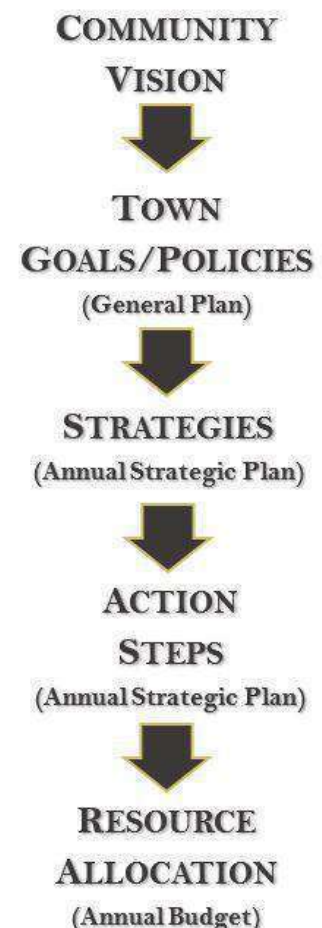 COMMUNITY
VISION
TOWN
GOALS/POLICIES
(General Plan)
STRATEGIES
(Annual Strategic Plan)
ACTION
STEPS
(Annual Strategic Plan)
RESOURCE
ALLOCATION
(Annual Budget)